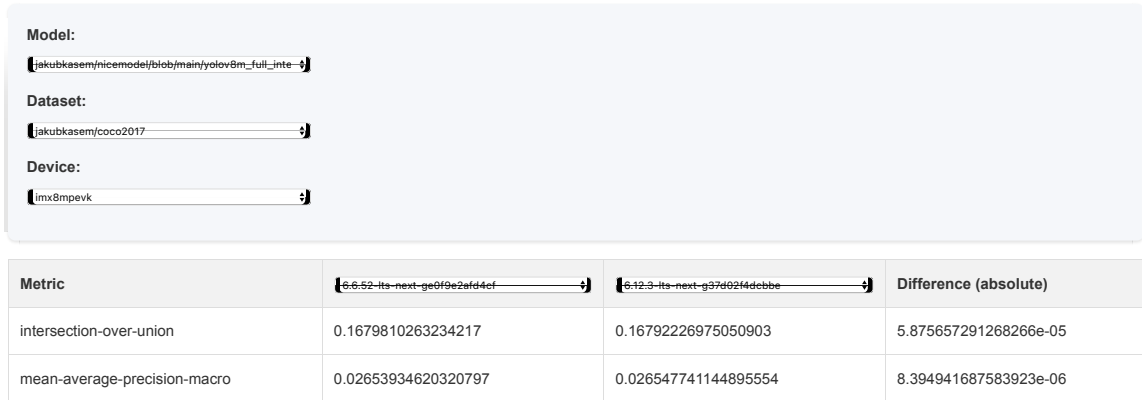 Model:
jakubkasem/nicemodel/blob/main/yolov8m_full_inte
Dataset:
jakubkasem/coco2017
Device:
imx8mpevk
Metric 6.6.52-lts-next-ge0f9e2afd4cf 6.12.3-lts-next-g37d02f4dcbbe Difference (absolute)
intersection-over-union 0.1679810263234217 0.16792226975050903 5.875657291268266e-05
mean-average-precision-macro 0.02653934620320797 0.026547741144895554 8.394941687583923e-06